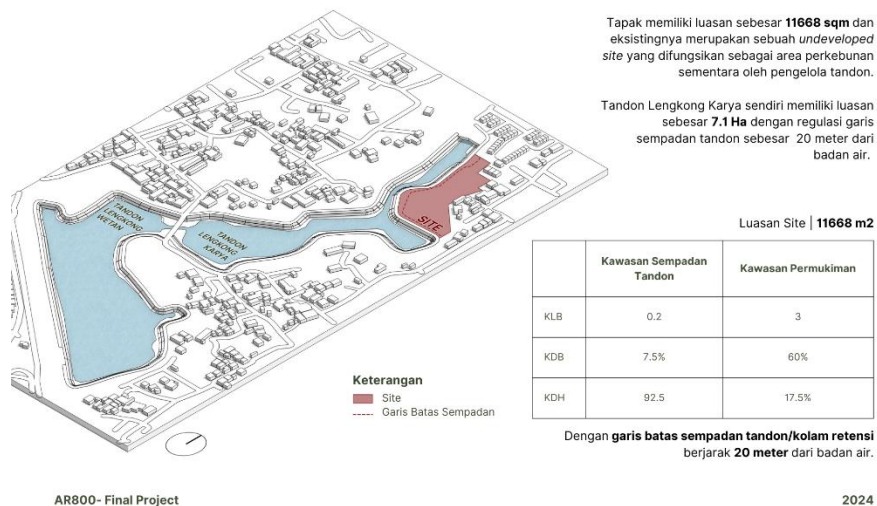 Tapak memiliki luasan sebesar 11668 sqm dan
eksistingnya merupakan sebuah undeveloped
site yang difungsikan sebagai area perkebunan
sementara oleh pengelola tandon.
Tandon Lengkong Karya sendiri memiliki luasan
sebesar 7.1 Ha dengan regulasi garis
sempadan tandon sebesar 20 meter dari
badan air.
TANDON
LENGKONG
WETAN
TANDON
LENGKONG
KARYA
SITE
Luasan Site | 11668 m2
Kawasan Sempadan
Tandon
Kawasan Permukiman
KLB 0.2 3
KDB 7.5% 60%
KDH 92.5 17.5%
Keterangan
Site
Garis Batas Sempadan
Dengan garis batas sempadan tandon/kolam retensi
berjarak 20 meter dari badan air.
AR800- Final Project
2024